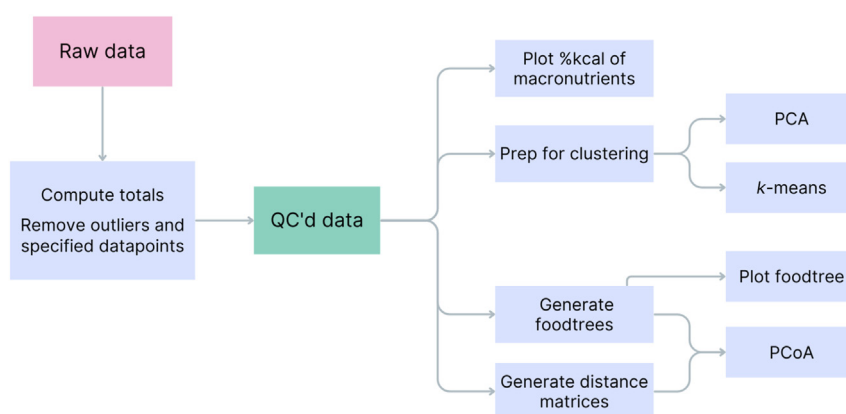 Raw data
Compute totals
Remove outliers and
specified datapoints
QC'd data
Plot %kcal of
macronutrients
Prep for clustering
PCA
k-means
Generate
foodtrees
Plot foodtree
Generate distance
matrices
PCoA